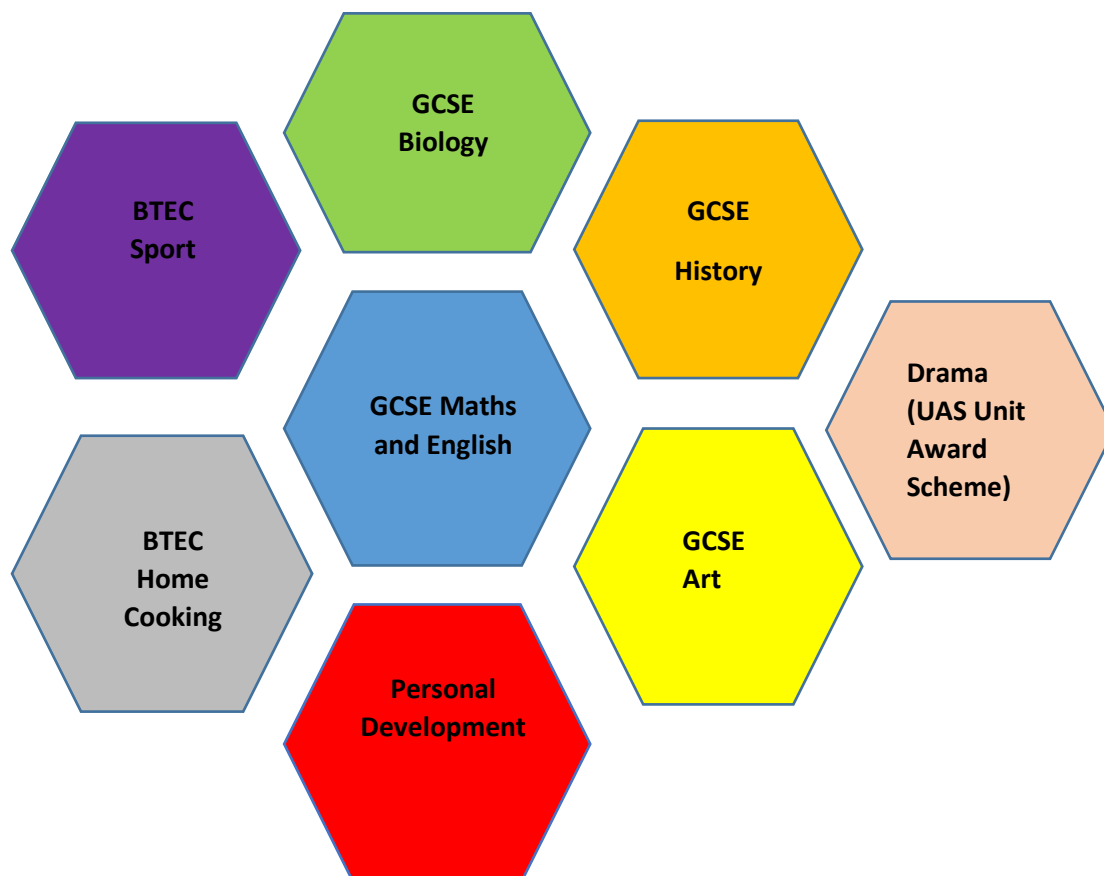 GCSE
Biology
BTEC
Sport
GCSE
History
GCSE Maths
and English
Drama
(UAS Unit
Award
Scheme)
BTEC
Home
Cooking
GCSE
Art
Personal
Development